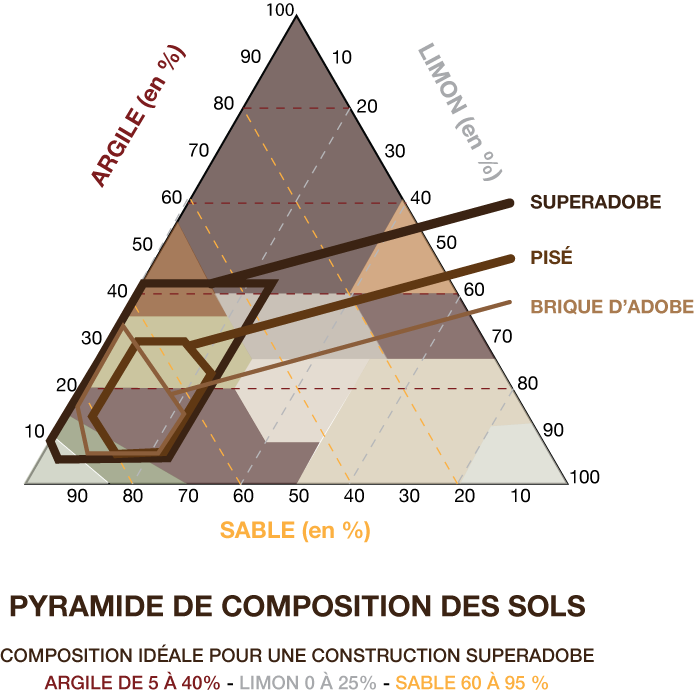 100
90
10
ARGILE (en %)
LIMON (en %)
80
20
70
30
60
40
SUPERADOBE
50
50
PISÉ
40
60
BRIQUE D'ADOBE
30
70
20
80
10
90
100
90 80 70 60 50 40 30 20 10
SABLE (en %)
PYRAMIDE DE COMPOSITION DES SOLS
COMPOSITION IDÉALE POUR UNE CONSTRUCTION SUPERADOBE
ARGILE DE 5 À 40% - LIMON 0 À 25% - SABLE 60 À 95 %